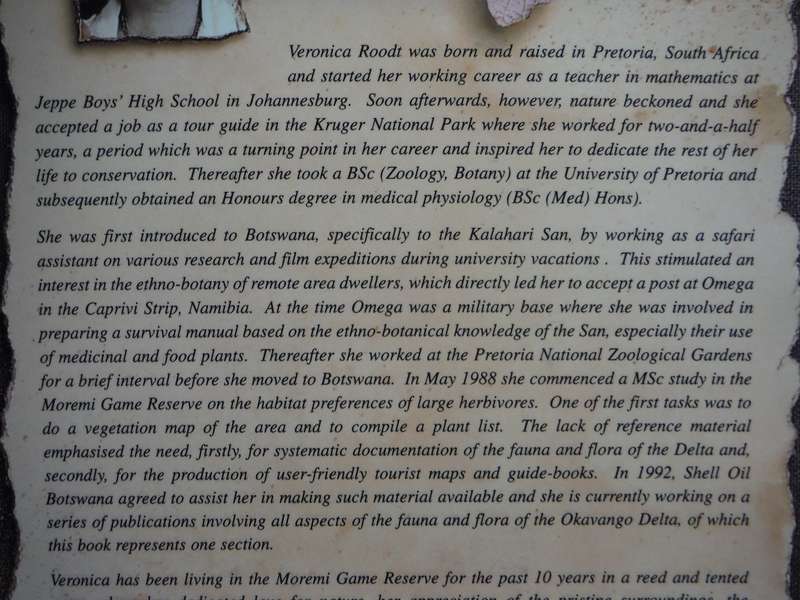 Veronica Roodt was born and raised in Pretoria, South Africa
and started her working career as a teacher in mathematics at
Jeppe Boys' High School in Johannesburg. Soon afterwards, however, nature beckoned and she
accepted a job as a tour guide in the Kruger National Park where she worked for two-and-a-half
years, a period which was a turning point in her career and inspired her to dedicate the rest of her
life to conservation. Thereafter she took a BSc (Zoology, Botany) at the University of Pretoria and
subsequently obtained an Honours degree in medical physiology (BSc (Med) Hons).
She was first introduced to Botswana, specifically to the Kalahari San, by working as a safari
assistant on various research and film expeditions during university vacations . This stimulated an
interest in the ethno-botany of remote area dwellers, which directly led her to accept a post at Omega
in the Caprivi Strip, Namibia. At the time Omega was a military base where she was involved in
preparing a survival manual based on the ethno-botanical knowledge of the San, especially their use
of medicinal and food plants. Thereafter she worked at the Pretoria National Zoological Gardens
for a brief interval before she moved to Botswana. In May 1988 she commenced a MSc study in the
Moremi Game Reserve on the habitat preferences of large herbivores. One of the first tasks was to
do a vegetation map of the area and to compile a plant list. The lack of reference material
emphasised the need, firstly, for systematic documentation of the fauna and flora of the Delta and,
secondly, for the production of user-friendly tourist maps and guide-books. In 1992, Shell Oil
Botswana agreed to assist her in making such material available and she is currently working on a
series of publications involving all aspects of the fauna and flora of the Okavango Delta, of which
this book represents one section.
Veronica has been living in the Moremi Game Reserve for the past 10 years in a reed and tented
love for nature, her appreciation of the pristine surroundings, the